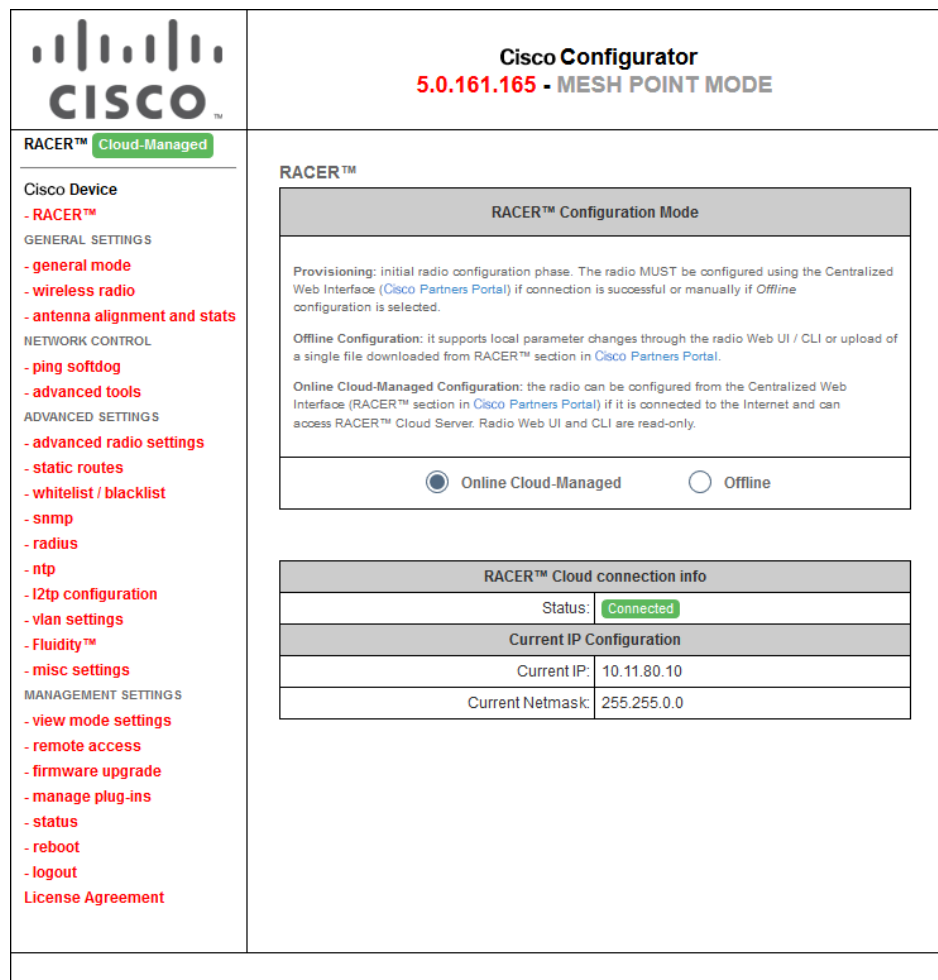 CISCO™
Cisco Configurator
5.0.161.165 - MESH POINT MODE
RACER™ Cloud-Managed
Cisco Device
- RACER™
GENERAL SETTINGS
- general mode
- wireless radio
- antenna alignment and stats
NETWORK CONTROL
- ping softdog
- advanced tools
ADVANCED SETTINGS
- advanced radio settings
- static routes
- whitelist / blacklist
- snmp
- radius
- ntp
- l2tp configuration
- vlan settings
- Fluidity™
- misc settings
MANAGEMENT SETTINGS
- view mode settings
- remote access
- firmware upgrade
- manage plug-ins
- status
- reboot
- logout
License Agreement
RACER™
RACER™ Configuration Mode
Provisioning: initial radio configuration phase. The radio MUST be configured using the Centralized
Web Interface (Cisco Partners Portal) if connection is successful or manually if Offline
configuration is selected.
Offline Configuration: it supports local parameter changes through the radio Web UI / CLI or upload of
a single file downloaded from RACER™ section in Cisco Partners Portal.
Online Cloud-Managed Configuration: the radio can be configured from the Centralized Web
Interface (RACER™ section in Cisco Partners Portal) if it is connected to the Internet and can
access RACER™ Cloud Server. Radio Web UI and CLI are read-only.
Online Cloud-Managed Offline
RACER™ Cloud connection info
Status: Connected
Current IP Configuration
Current IP: 10.11.80.10
Current Netmask: 255.255.0.0